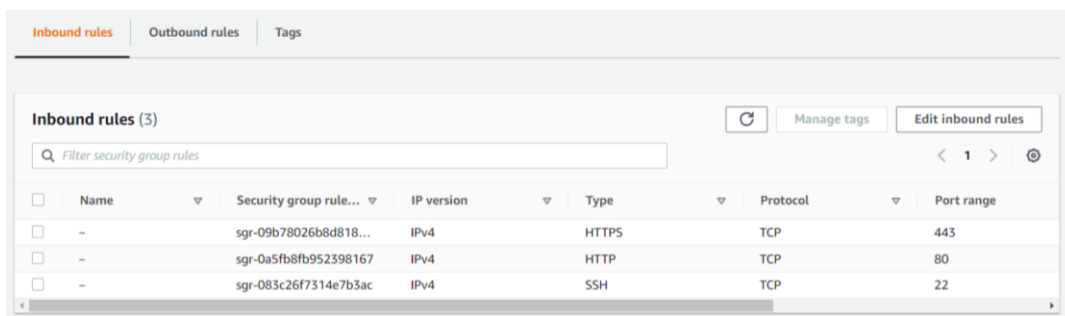 Inbound rules Outbound rules Tags
Inbound rules (3) Manage tags Edit inbound rules
Filter security group rules 1
Name Security group rule... IP version Type Protocol Port range
– sgr-09b78026b8d818... IPv4 HTTPS TCP 443
– sgr-0a5fb8fb952398167 IPv4 HTTP TCP 80
– sgr-083c26f7314e7b3ac IPv4 SSH TCP 22